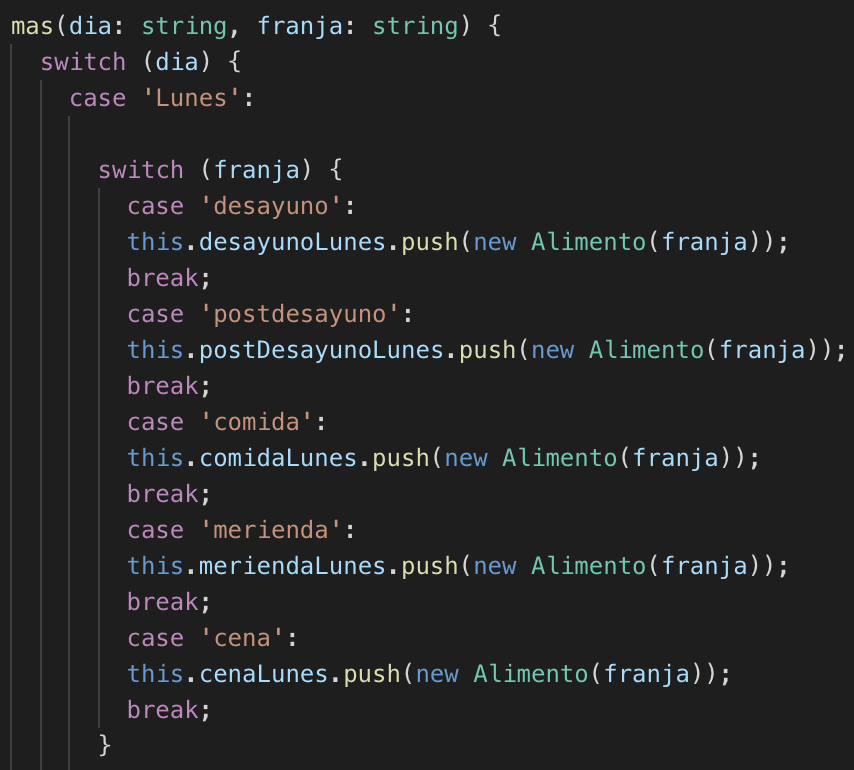 mas(dia: string, franja: string) {
switch (dia) {
case 'Lunes':
switch (franja) {
case 'desayuno':
this.desayunoLunes.push(new Alimento(franja));
break;
case 'postdesayuno':
this.postDesayunoLunes.push(new Alimento(franja));
break;
case 'comida':
this.comidaLunes.push(new Alimento(franja));
break;
case 'merienda':
this.meriendaLunes.push(new Alimento(franja));
break;
case 'cena':
this.cenaLunes.push(new Alimento(franja));
break;
}